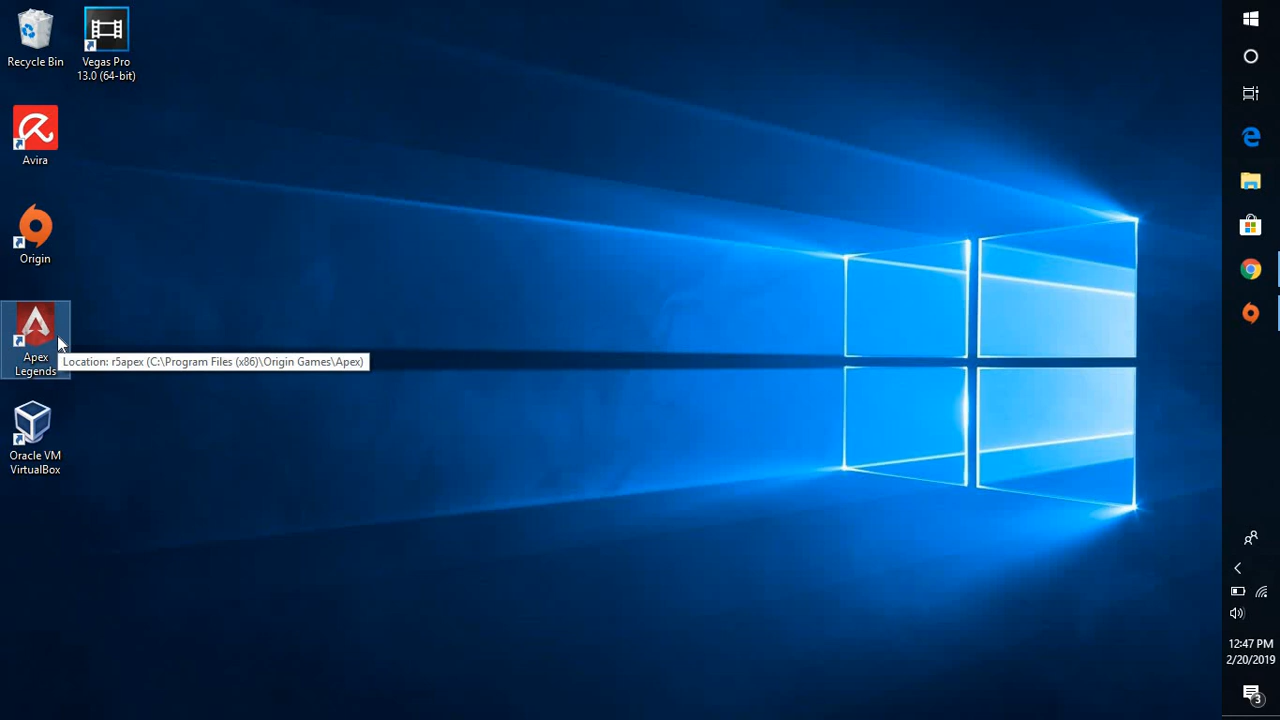 Recycle Bin
Vegas Pro
13.0 (64-bit)
Avira
Origin
Apex
Legends
Location: r5apex (C:\Program Files (x86)\Origin Games\Apex)
Oracle VM
VirtualBox
12:47 PM
2/20/2019
3